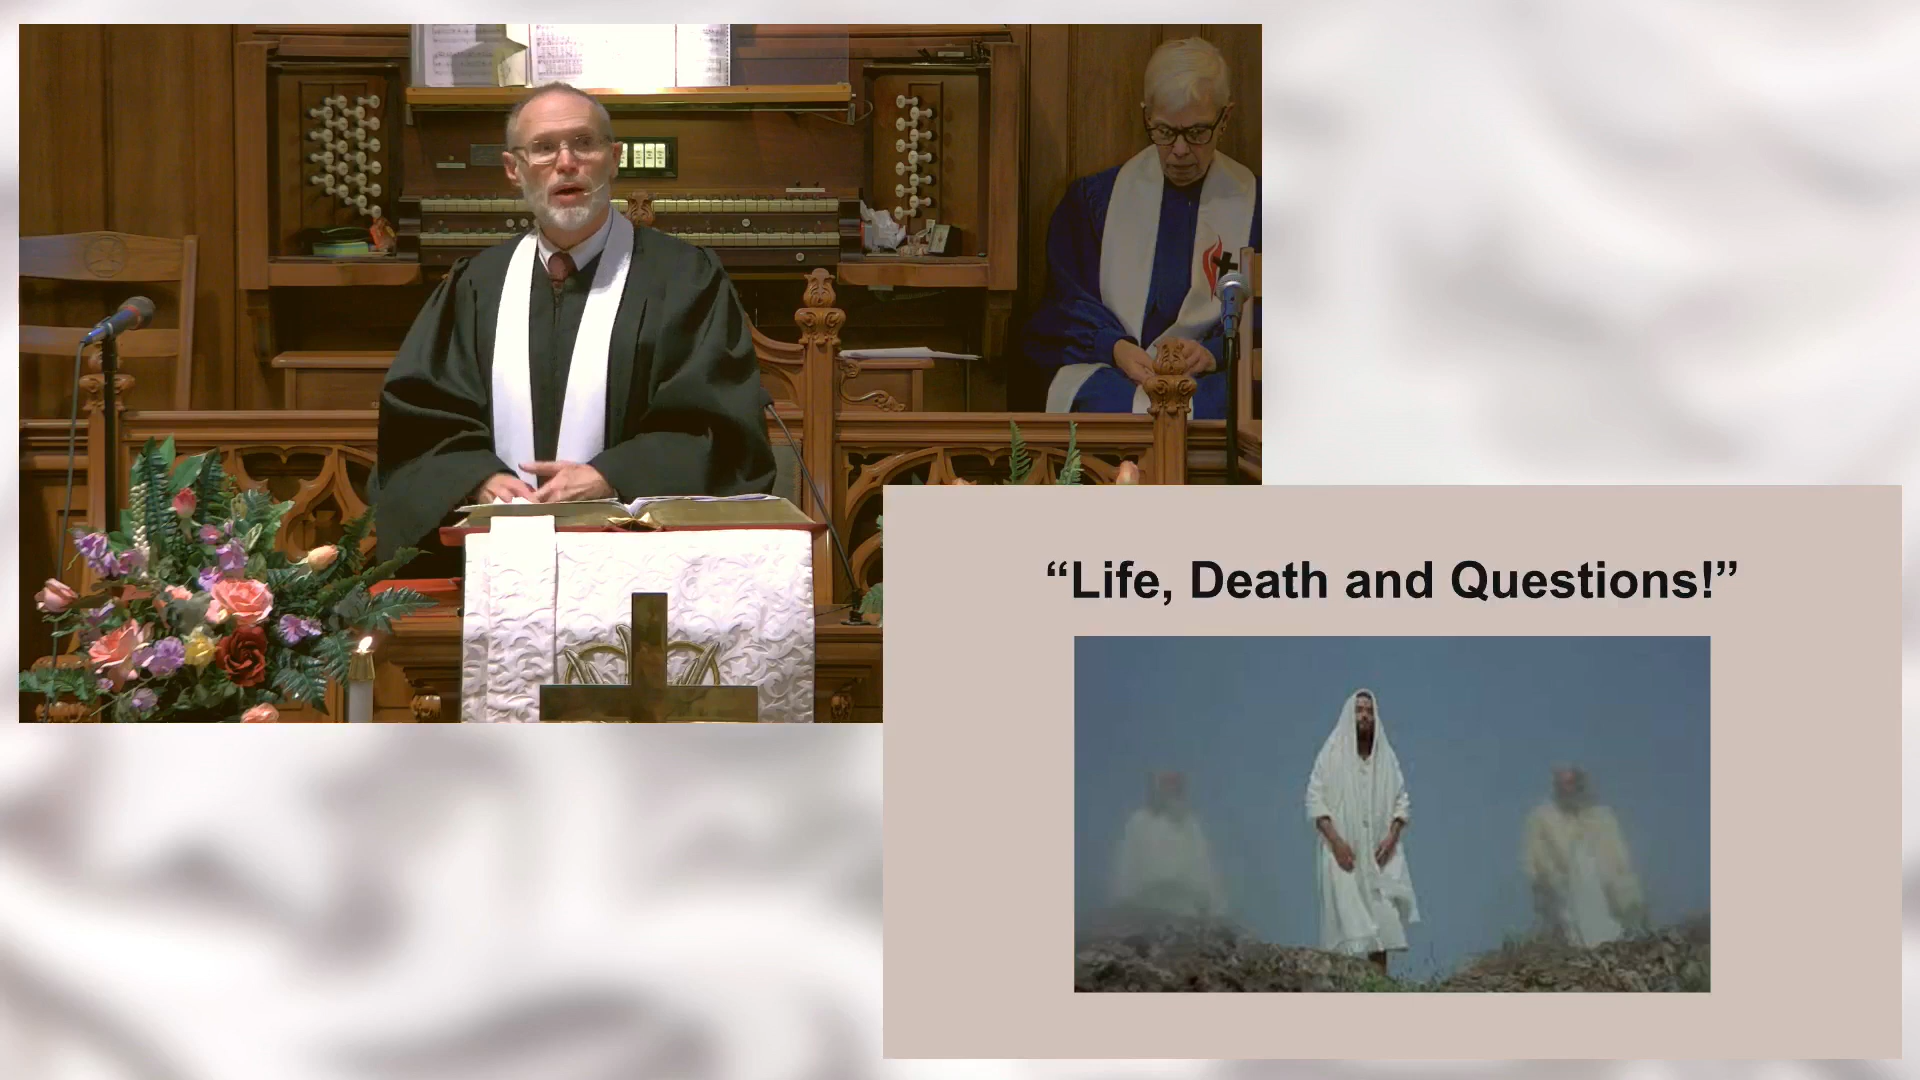 “Life, Death and Questions!”